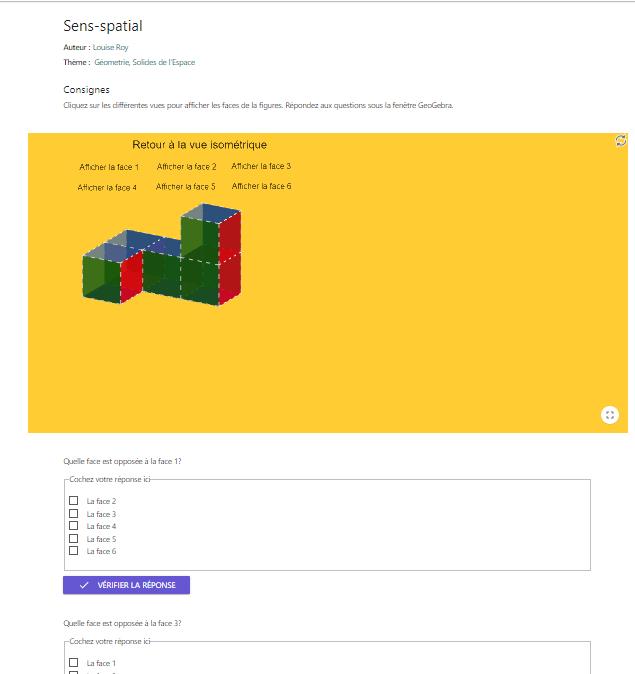 Sens-spatial
Auteur : Louise Roy
Thème : Géometrie, Solides de l'Espace
Consignes
Cliquez sur les différentes vues pour afficher les faces de la figures. Répondez aux questions sous la fenêtre GeoGebra.
Retour à la vue isométrique
Afficher la face 1 Afficher la face 2 Afficher la face 3
Afficher la face 4 Afficher la face 5 Afficher la face 6
Quelle face est opposée à la face 1?
Cochez votre réponse ici
La face 2
La face 3
La face 4
La face 5
La face 6
VÉRIFIER LA RÉPONSE
Quelle face est opposée à la face 3?
Cochez votre réponse ici
La face 1